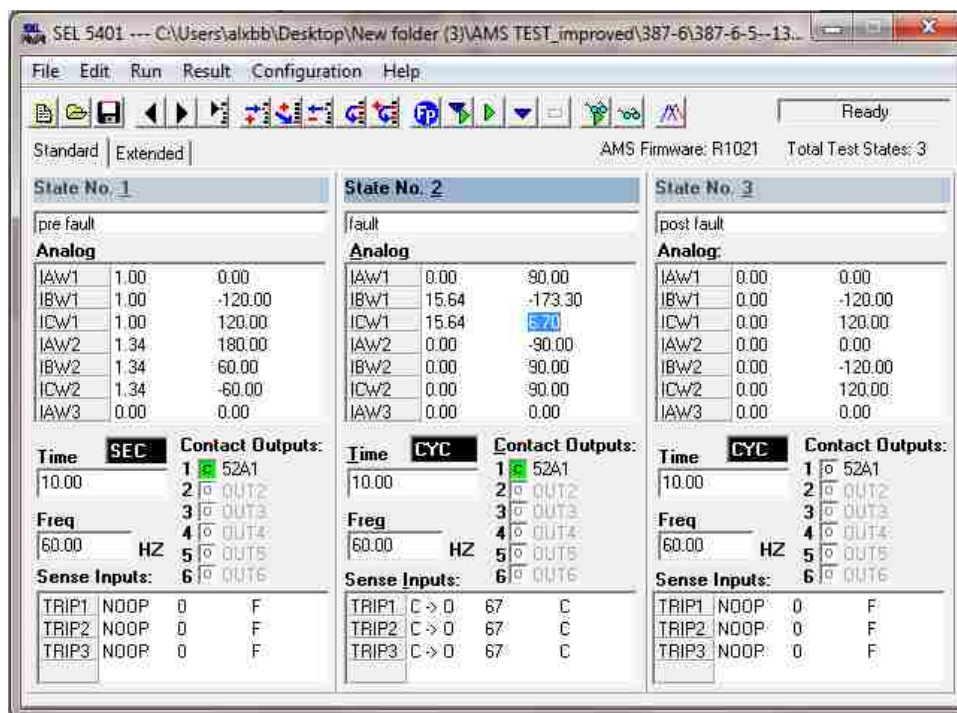 SEL 5401 --- C:\Users\alxbb\Desktop\New folder (3)\AMS TEST_improved\387-6\387-6-5--13...
File Edit Run Result Configuration Help
Ready
Standard Extended AMS Firmware: R1021 Total Test States: 3
State No. 1
pre fault
Analog
IAW1 1.00 0.00
IBW1 1.00 -120.00
ICW1 1.00 120.00
IAW2 1.34 180.00
IBW2 1.34 60.00
ICW2 1.34 -60.00
IAW3 0.00 0.00
Time SEC
10.00
Freq
60.00 HZ
Contact Outputs:
1 C 52A1
2 O OUT2
3 O OUT3
4 O OUT4
5 O OUT5
6 O OUT6
Sense Inputs:
TRIP1 NOOP 0 F
TRIP2 NOOP 0 F
TRIP3 NOOP 0 F
State No. 2
fault
Analog
IAW1 0.00 90.00
IBW1 15.64 -173.30
ICW1 15.64 6.70
IAW2 0.00 -90.00
IBW2 0.00 90.00
ICW2 0.00 90.00
IAW3 0.00 0.00
Time CYC
10.00
Freq
60.00 HZ
Contact Outputs:
1 C 52A1
2 O OUT2
3 O OUT3
4 O OUT4
5 O OUT5
6 O OUT6
Sense Inputs:
TRIP1 C -> O 67 C
TRIP2 C -> O 67 C
TRIP3 C -> O 67 C
State No. 3
post fault
Analog:
IAW1 0.00 0.00
IBW1 0.00 -120.00
ICW1 0.00 120.00
IAW2 0.00 0.00
IBW2 0.00 -120.00
ICW2 0.00 120.00
IAW3 0.00 0.00
Time CYC
10.00
Freq
60.00 HZ
Contact Outputs:
1 O 52A1
2 O OUT2
3 O OUT3
4 O OUT4
5 O OUT5
6 O OUT6
Sense Inputs:
TRIP1 NOOP 0 F
TRIP2 NOOP 0 F
TRIP3 NOOP 0 F